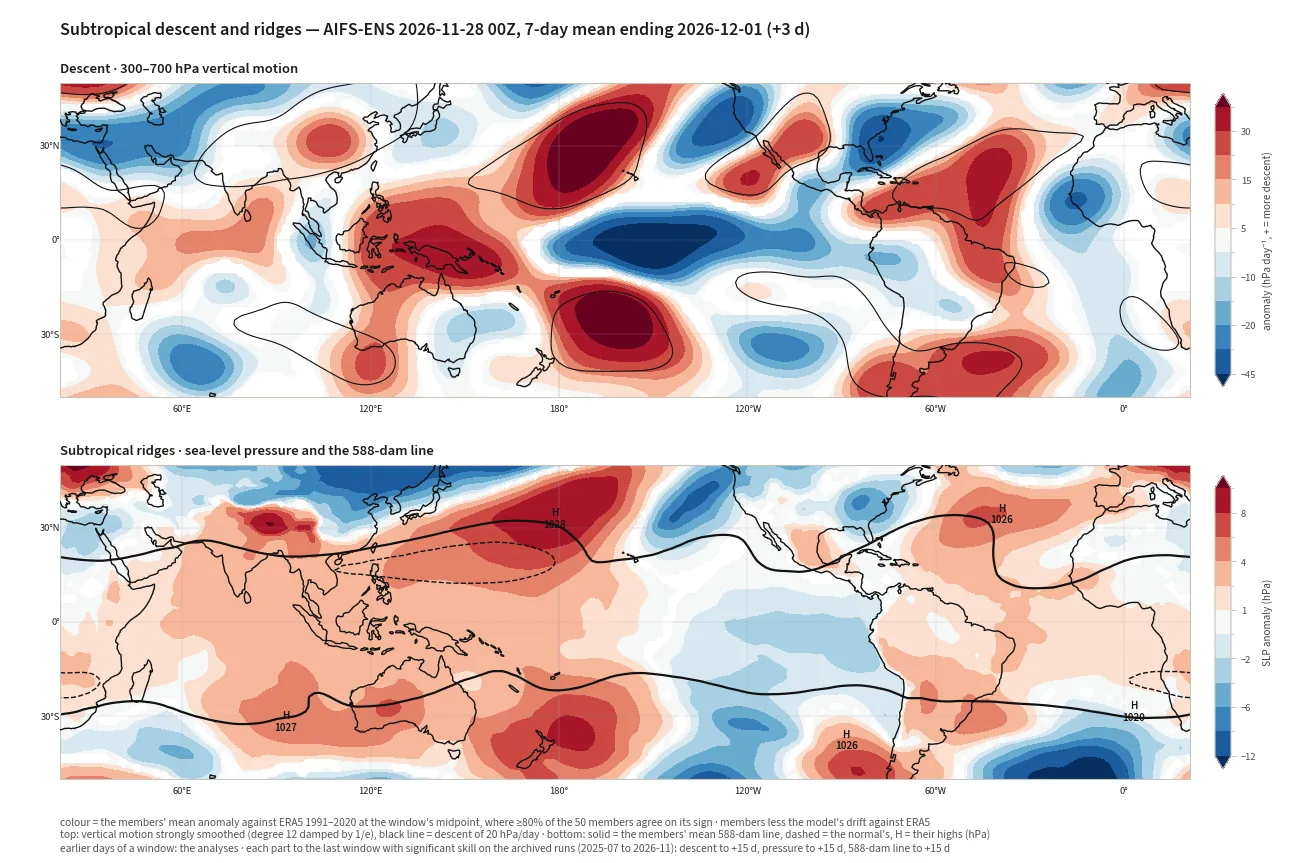 Subtropical descent and ridges — AIFS-ENS 2026-11-28 00Z, 7-day mean ending 2026-12-01 (+3 d)
Descent · 300–700 hPa vertical motion
30°N
0°
30°S
60°E
120°E
180°
120°W
60°W
0°
30
15
5
−10
−20
−45
anomaly (hPa day⁻¹, + = more descent)
Subtropical ridges · sea-level pressure and the 588-dam line
30°N
0°
30°S
H
1028
H
1026
H
1027
H
1026
H
1020
60°E
120°E
180°
120°W
60°W
0°
8
4
1
−2
−6
−12
SLP anomaly (hPa)
colour = the members' mean anomaly against ERA5 1991–2020 at the window's midpoint, where ≥80% of the 50 members agree on its sign · members less the model's drift against ERA5
top: vertical motion strongly smoothed (degree 12 damped by 1/e), black line = descent of 20 hPa/day · bottom: solid = the members' mean 588-dam line, dashed = the normal's, H = their highs (hPa)
earlier days of a window: the analyses · each part to the last window with significant skill on the archived runs (2025-07 to 2026-11): descent to +15 d, pressure to +15 d, 588-dam line to +15 d